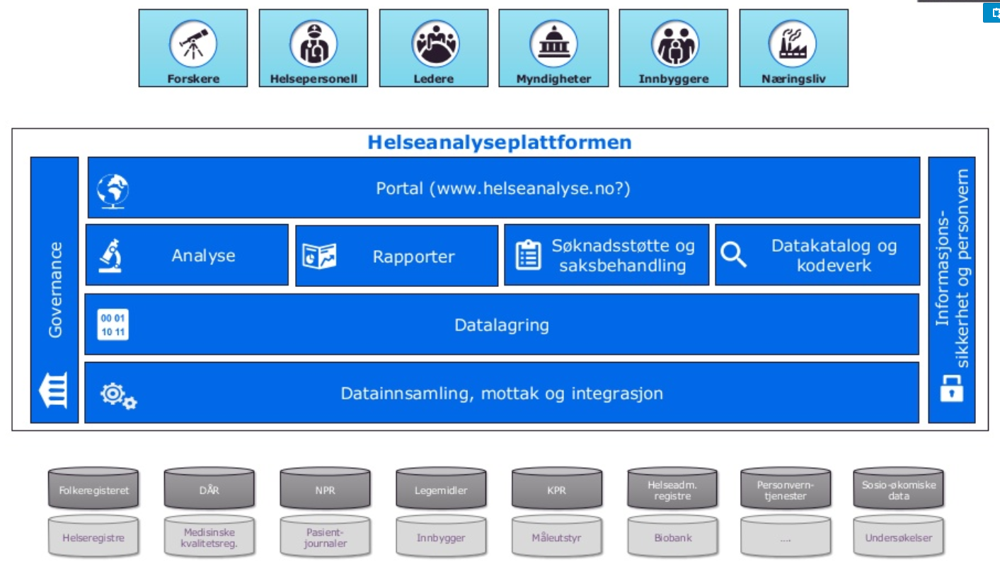 Forskere
Helsepersonell
Ledere
Myndigheter
Innbyggere
Næringsliv
Helseanalyseplattformen
Governance
Portal (www.helseanalyse.no?)
Analyse
Rapporter
Søknadsstøtte og
saksbehandling
Datakatalog og
kodeverk
00 01
10 11
Datalagring
Datainnsamling, mottak og integrasjon
Informasjons-
sikkerhet og personvern
Folkeregisteret
DÅR
NPR
Legemidler
KPR
Helseadm.
registre
Personvern-
tjenester
Sosio-økomiske
data
Helseregistre
Medisinske
kvalitetsreg.
Pasient-
journaler
Innbygger
Måleutstyr
Biobank
....
Undersøkelser